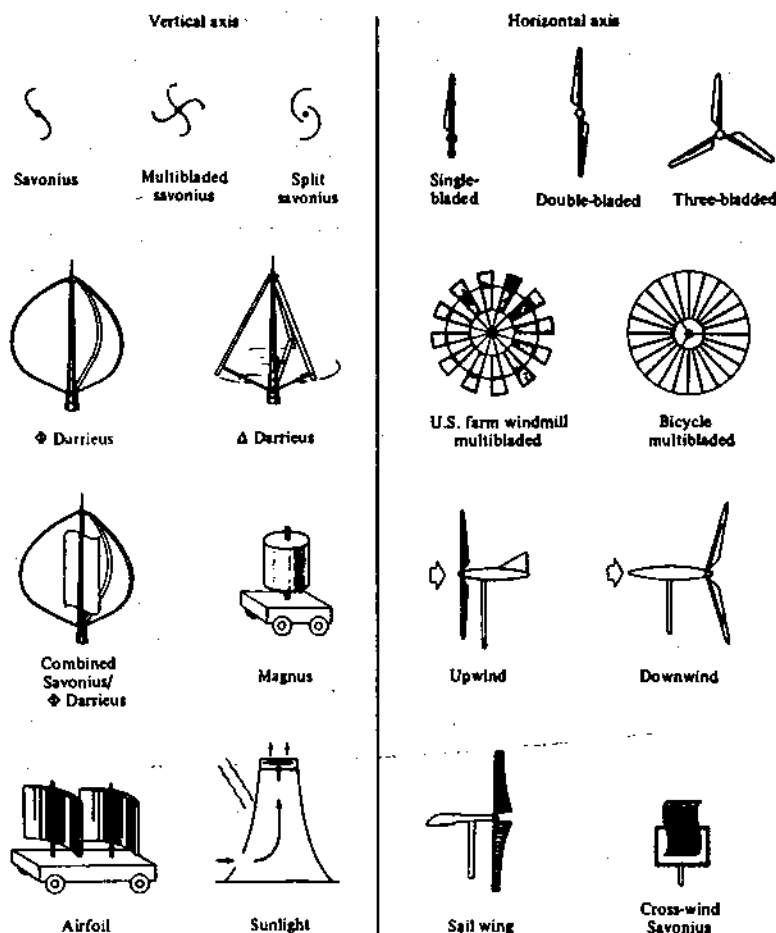 Vertical axis
Horizontal axis
Savonius
Multibladed
savonius
Split
savonius
Single-
bladed
Double-bladed
Three-bladded
Φ Darrieus
Δ Darrieus
U.S. farm windmill
multibladed
Bicycle
multibladed
Combined
Savonius/
Φ Darrieus
Magnus
Upwind
Downwind
Airfoil
Sunlight
Sail wing
Cross-wind
Savonius